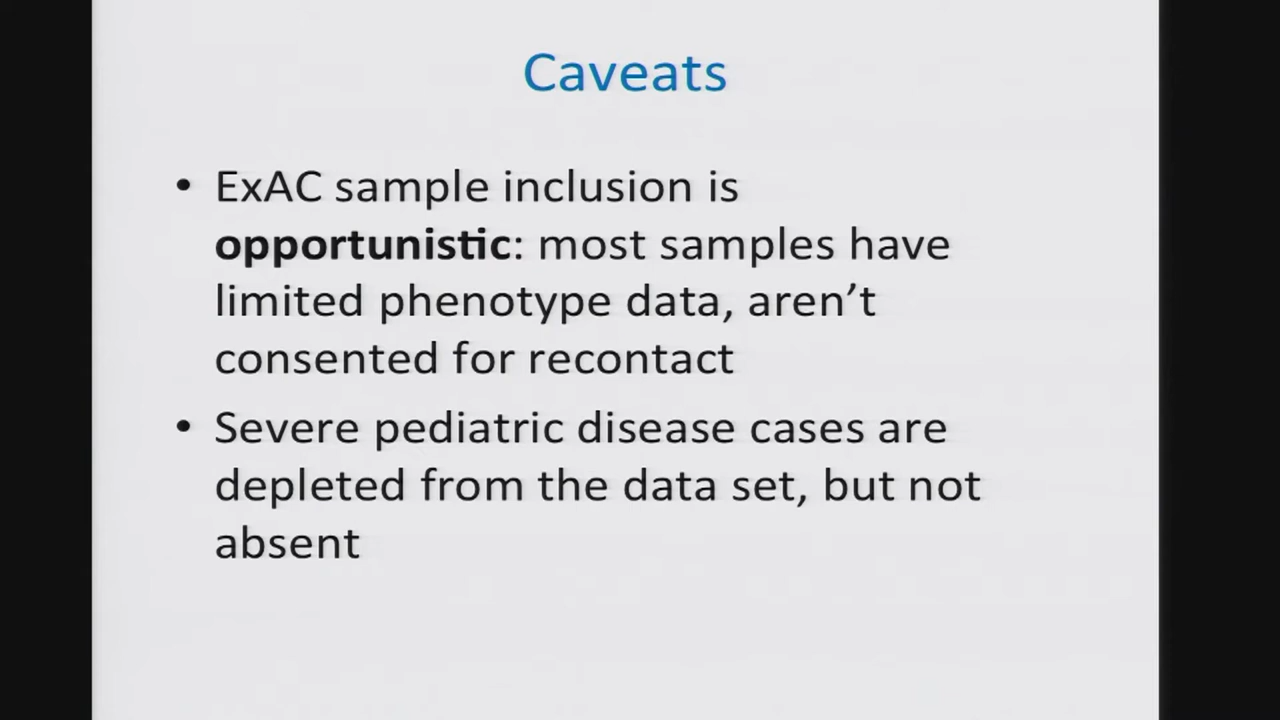 Caveats
• ExAC sample inclusion is
opportunistic: most samples have
limited phenotype data, aren’t
consented for recontact
• Severe pediatric disease cases are
depleted from the data set, but not
absent